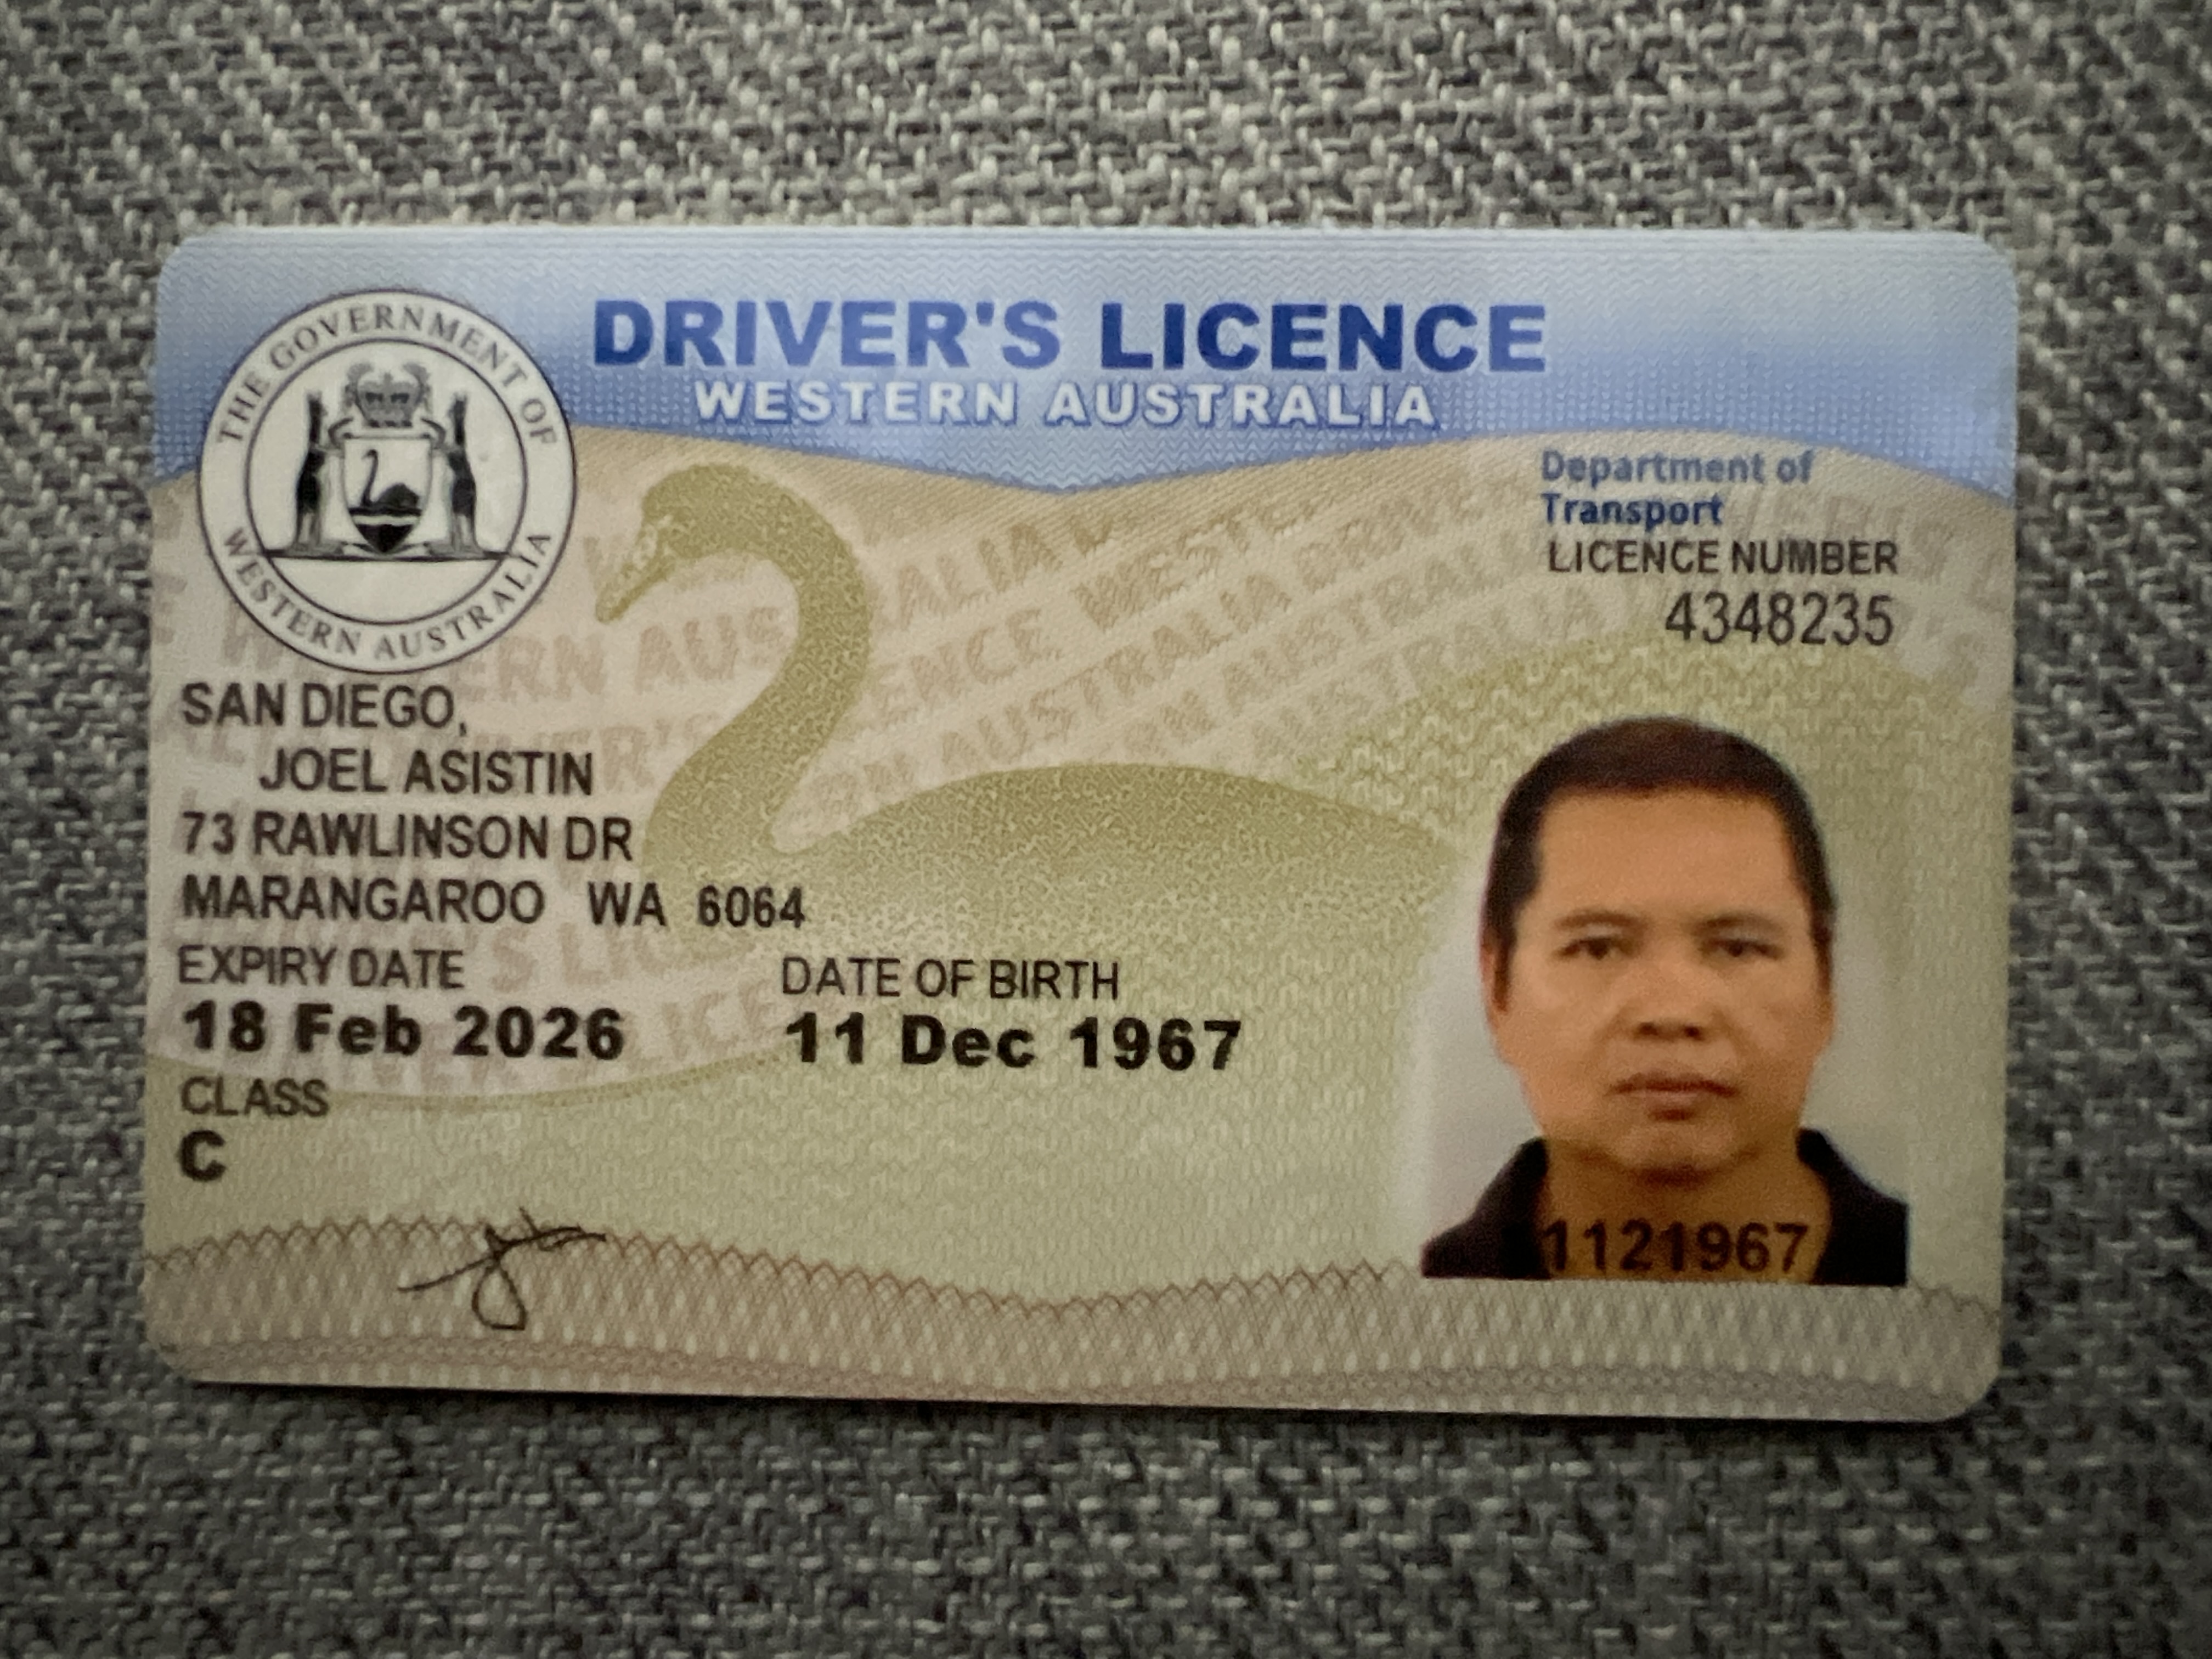 DRIVER'S LICENCE
WESTERN AUSTRALIA
THE GOVERNMENT OF
WESTERN AUSTRALIA
Department of
Transport
LICENCE NUMBER
4348235
SAN DIEGO,
JOEL ASISTIN
73 RAWLINSON DR
MARANGAROO WA 6064
EXPIRY DATE DATE OF BIRTH
18 Feb 2026 11 Dec 1967
CLASS
C
11121967